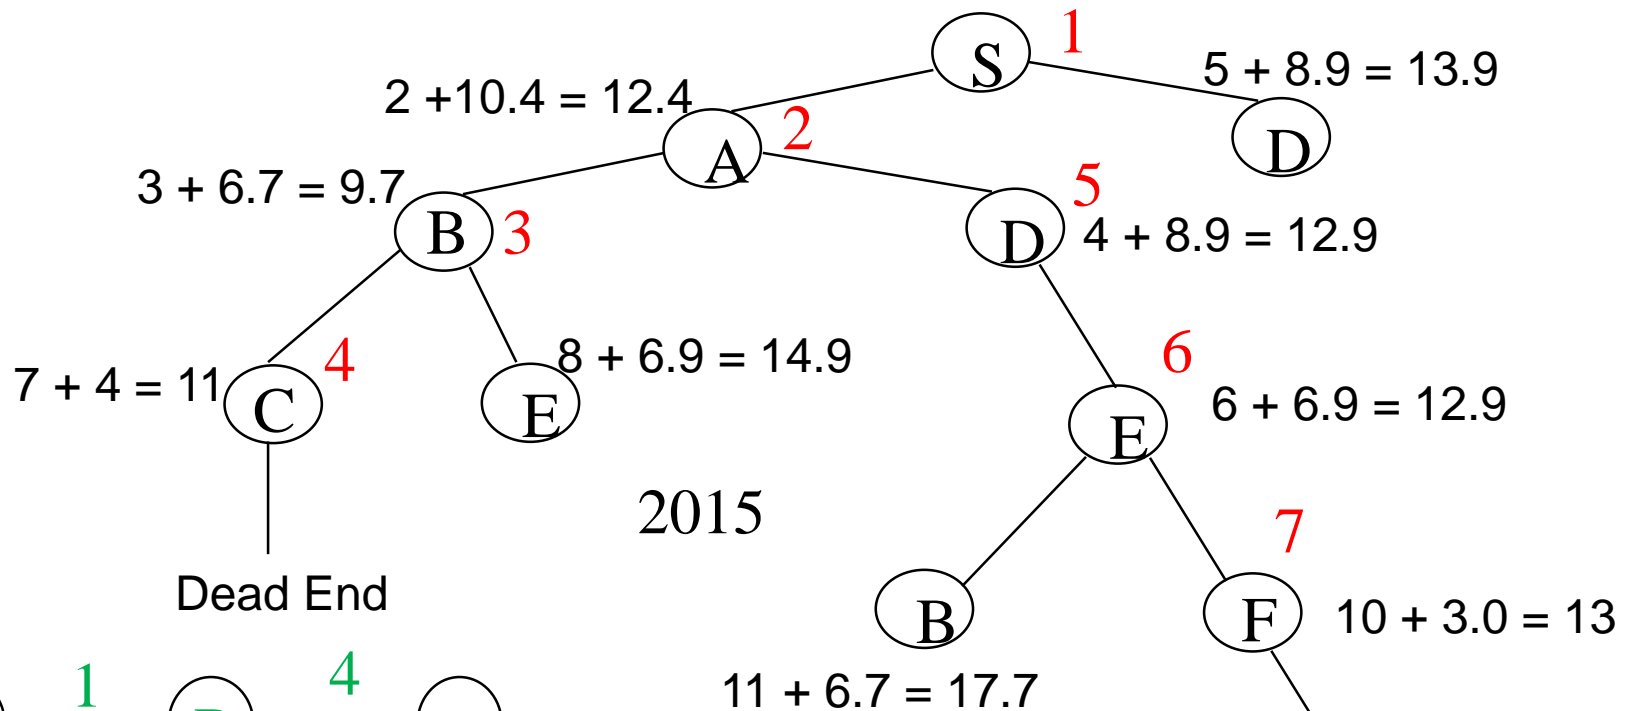 S 1
5 + 8.9 = 13.9
2 +10.4 = 12.4
A 2
D
3 + 6.7 = 9.7
B 3
5
D 4 + 8.9 = 12.9
7 + 4 = 11
C 4
8 + 6.9 = 14.9
E
6
6 + 6.9 = 12.9
E
2015
7
Dead End
B
F 10 + 3.0 = 13
1
4
11 + 6.7 = 17.7